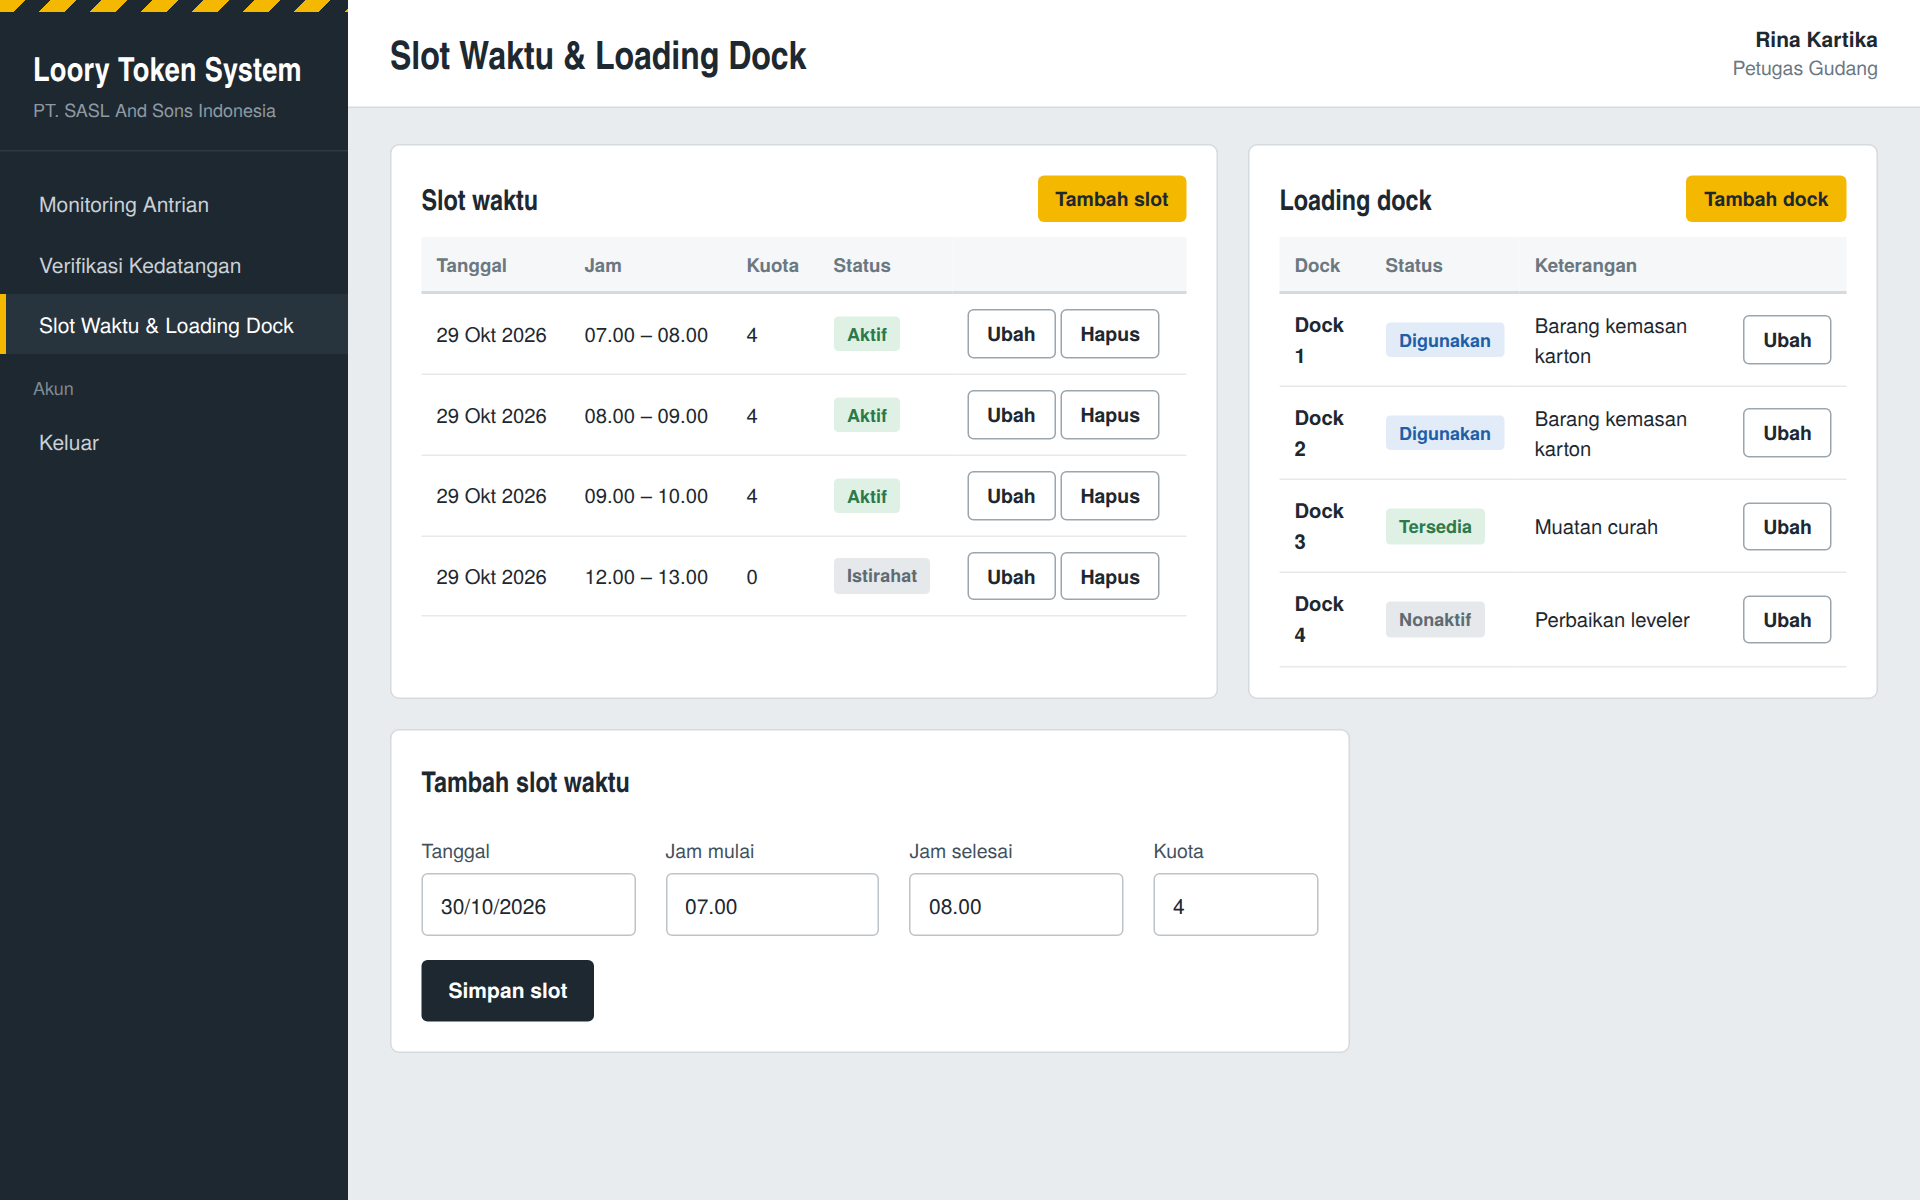 Loory Token System
PT. SASL And Sons Indonesia
Monitoring Antrian
Verifikasi Kedatangan
Slot Waktu & Loading Dock
Akun
Keluar
Slot Waktu & Loading Dock
Rina Kartika
Petugas Gudang
Slot waktu
Tambah slot
Tanggal Jam Kuota Status
29 Okt 2026 07.00 – 08.00 4 Aktif Ubah Hapus
29 Okt 2026 08.00 – 09.00 4 Aktif Ubah Hapus
29 Okt 2026 09.00 – 10.00 4 Aktif Ubah Hapus
29 Okt 2026 12.00 – 13.00 0 Istirahat Ubah Hapus
Loading dock
Tambah dock
Dock Status Keterangan
Dock 1 Digunakan Barang kemasan karton Ubah
Dock 2 Digunakan Barang kemasan karton Ubah
Dock 3 Tersedia Muatan curah Ubah
Dock 4 Nonaktif Perbaikan leveler Ubah
Tambah slot waktu
Tanggal Jam mulai Jam selesai Kuota
30/10/2026 07.00 08.00 4
Simpan slot